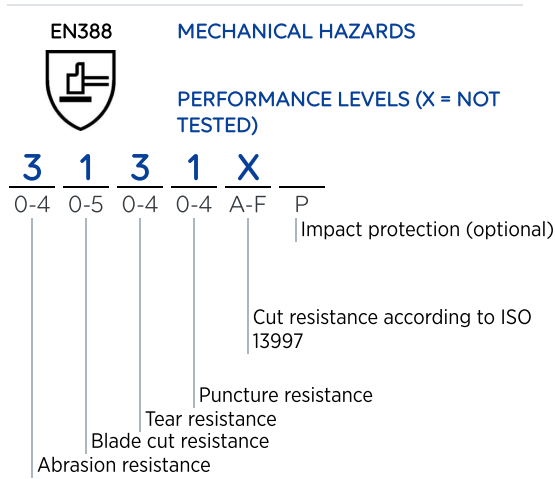 EN388
MECHANICAL HAZARDS
PERFORMANCE LEVELS (X = NOT
TESTED)
3 1 3 1 X
0-4 0-5 0-4 0-4 A-F P
Impact protection (optional)
Cut resistance according to ISO
13997
Puncture resistance
Tear resistance
Blade cut resistance
Abrasion resistance